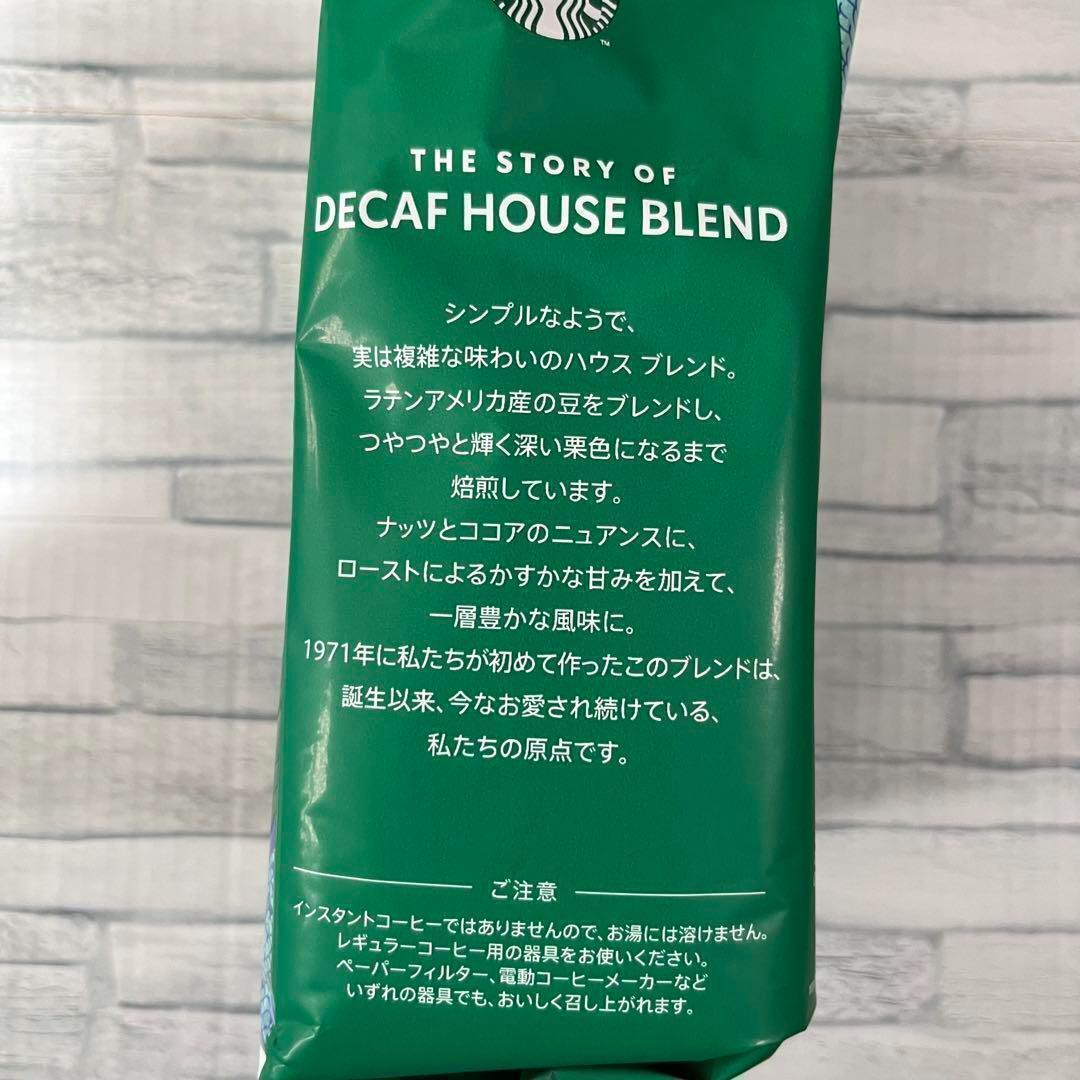 TM
THE STORY OF
DECAF HOUSE BLEND
シンプルなようで、
実は複雑な味わいのハウス ブレンド。
ラテンアメリカ産の豆をブレンドし、
つやつやと輝く深い栗色になるまで
焙煎しています。
ナッツとココアのニュアンスに、
ローストによるかすかな甘みを加えて、
一層豊かな風味に。
1971年に私たちが初めて作ったこのブレンドは、
誕生以来、今なお愛され続けている、
私たちの原点です。
ご注意
インスタントコーヒーではありませんので、お湯には溶けません。
レギュラーコーヒー用の器具をお使いください。
ペーパーフィルター、電動コーヒーメーカーなど
いずれの器具でも、おいしく召し上がれます。